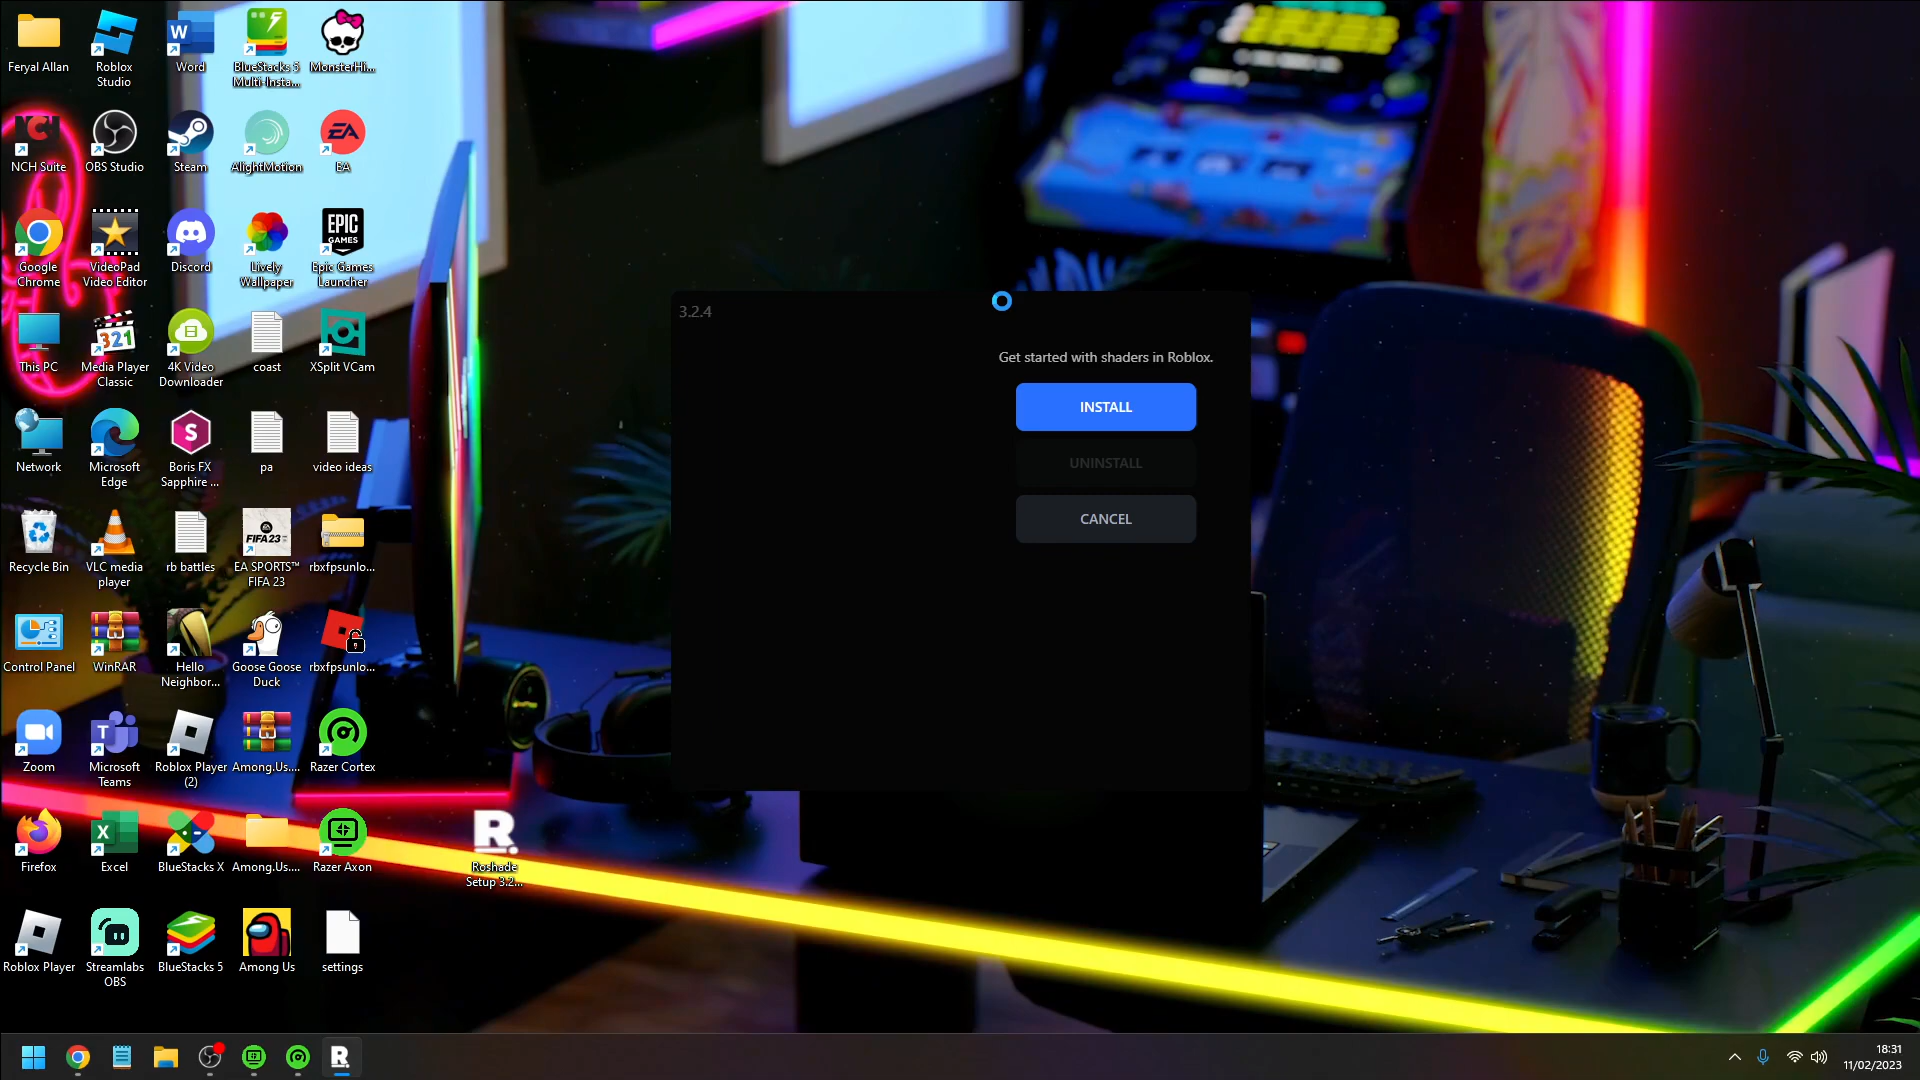 Feryal Allan
Roblox
Studio
Word
BlueStacks 5
Multi-Insta...
MonsterHi...
NCH
NCH Suite
OBS Studio
Steam
AlightMotion
EA
EA
Google
Chrome
VideoPad
Video Editor
Discord
Lively
Wallpaper
EPIC
GAMES
Epic Games
Launcher
This PC
321
Media Player
Classic
4K Video
Downloader
coast
XSplit VCam
Network
Microsoft
Edge
S
Boris FX
Sapphire ...
pa
video ideas
Recycle Bin
VLC media
player
rb battles
EA SPORTS™
FIFA 23
rbxfpsunlo...
Control Panel
WinRAR
Hello
Neighbor...
Goose Goose
Duck
rbxfpsunlo...
Zoom
Microsoft
Teams
Roblox Player
(2)
Among.Us....
Razer Cortex
Firefox
Excel
BlueStacks X
Among.Us....
Razer Axon
R.
Roshade
Setup 3.2...
Roblox Player
Streamlabs
OBS
BlueStacks 5
Among Us
settings
3.2.4
Get started with shaders in Roblox.
INSTALL
UNINSTALL
CANCEL
R.
18:31
11/02/2023